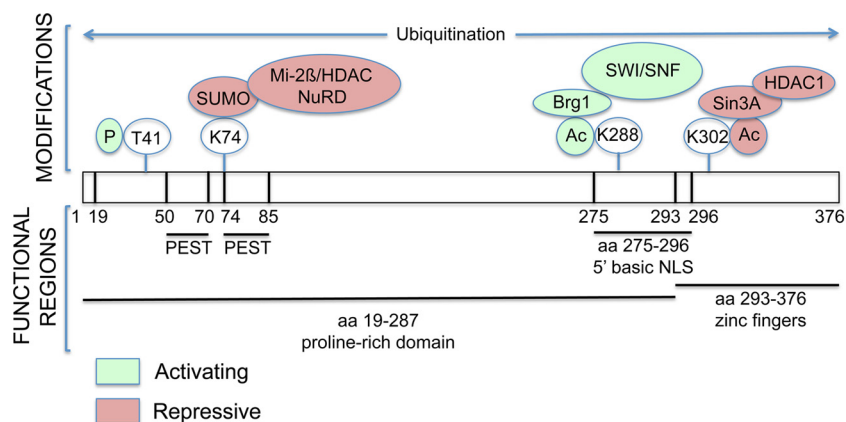 MODIFICATIONS
Ubiquitination
P
T41
SUMO
Mi-2ß/HDAC
NuRD
K74
SWI/SNF
Brg1
Ac
K288
HDAC1
Sin3A
K302
Ac
1 19 50 70 74 85 275 293 296 376
FUNCTIONAL
REGIONS
PEST PEST
aa 275-296
5' basic NLS
aa 293-376
zinc fingers
aa 19-287
proline-rich domain
Activating
Repressive